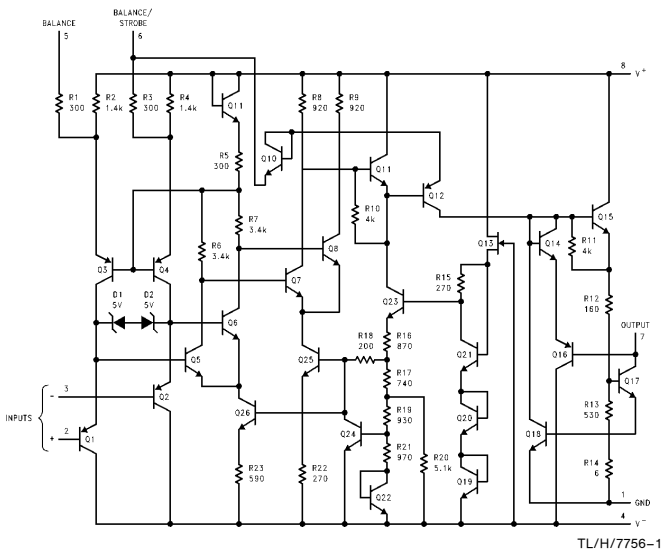 BALANCE/
STROBE
BALANCE
5
6
8 V+
R1
300
R2
1.4k
R3
300
R4
1.4k
Q11
R8
920
R9
920
R5
300
Q10
Q11
Q12
Q15
R6
3.4k
R7
3.4k
R10
4k
Q13
Q14
R11
4k
Q3
Q4
Q8
Q7
R15
270
Q23
R12
160
D1
5V
D2
5V
Q6
OUTPUT
7
R18
200
R16
870
Q21
Q16
Q5
Q25
R17
740
Q17
INPUTS
- 3
Q2
Q26
R19
930
Q20
R13
530
+ 2
Q1
Q24
Q18
R21
970
R20
5.1k
R23
590
R22
270
Q22
Q19
R14
6
1
GND
4
V-
TL/H/7756–1